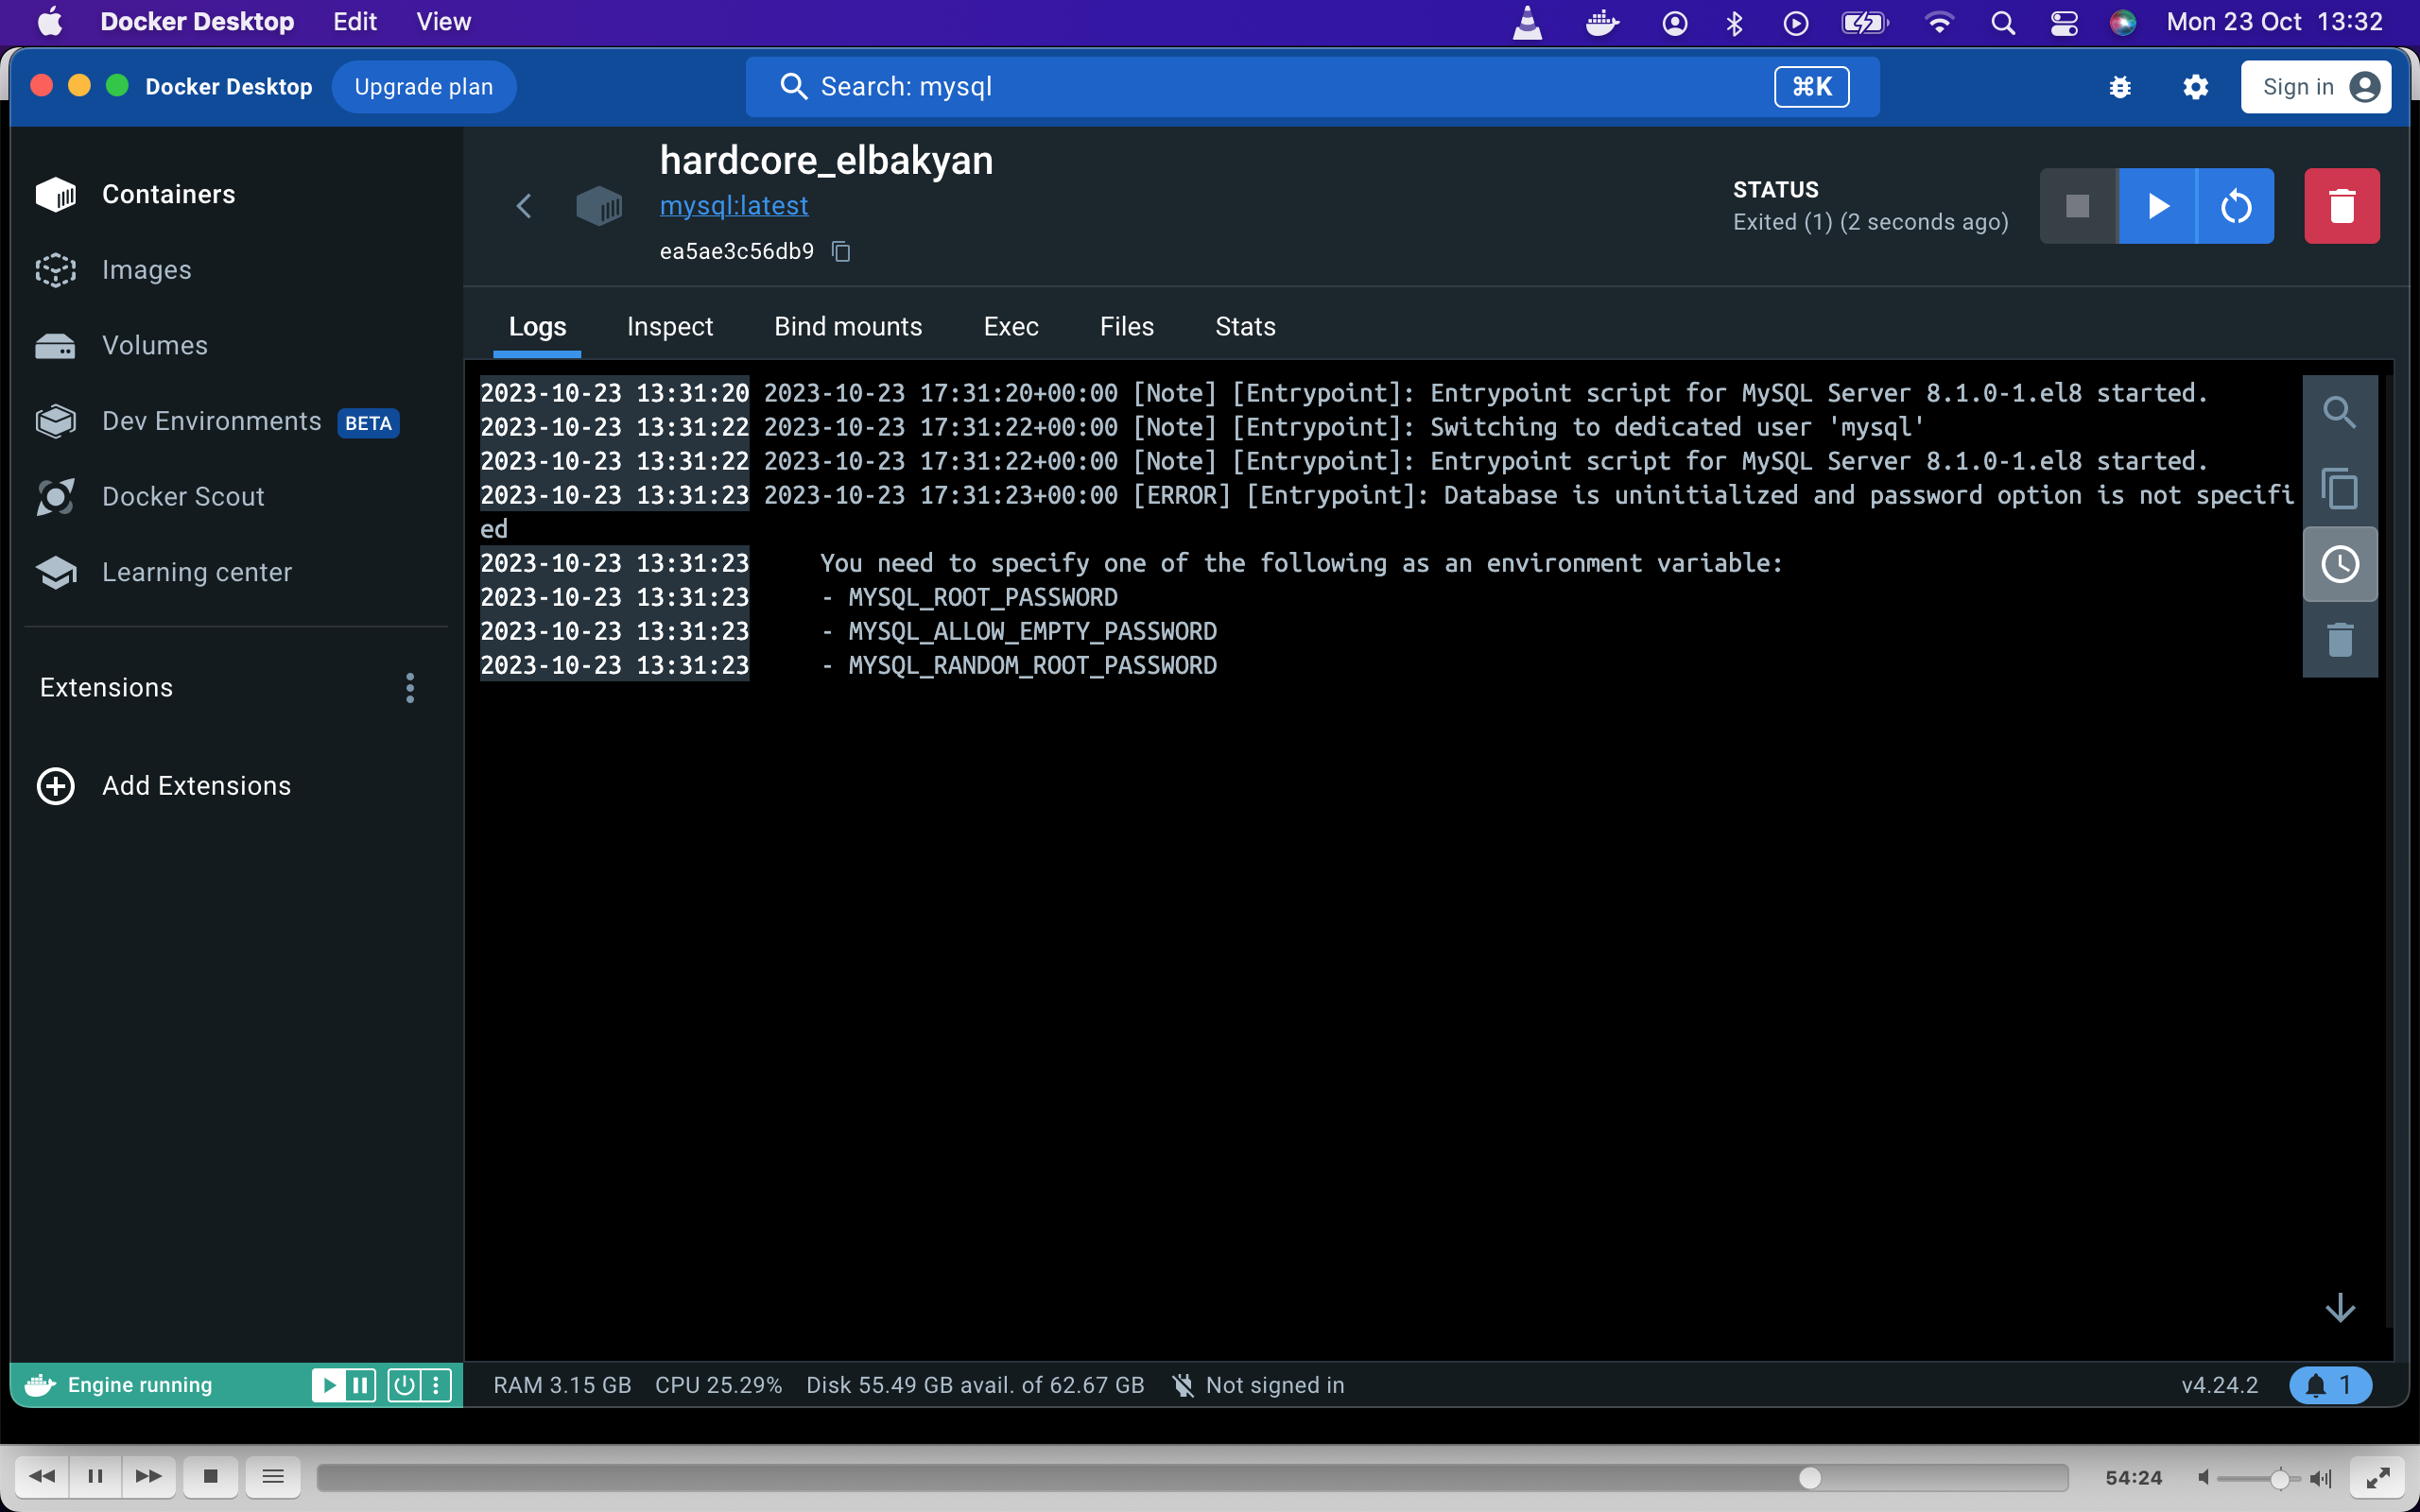 Docker Desktop Edit View Mon 23 Oct 13:32
Docker Desktop Upgrade plan Search: mysql ⌘K Sign in
Containers
Images
Volumes
Dev Environments BETA
Docker Scout
Learning center
Extensions
Add Extensions
hardcore_elbakyan
mysql:latest
ea5ae3c56db9
STATUS
Exited (1) (2 seconds ago)
Logs Inspect Bind mounts Exec Files Stats
2023-10-23 13:31:20 2023-10-23 17:31:20+00:00 [Note] [Entrypoint]: Entrypoint script for MySQL Server 8.1.0-1.el8 started.
2023-10-23 13:31:22 2023-10-23 17:31:22+00:00 [Note] [Entrypoint]: Switching to dedicated user 'mysql'
2023-10-23 13:31:22 2023-10-23 17:31:22+00:00 [Note] [Entrypoint]: Entrypoint script for MySQL Server 8.1.0-1.el8 started.
2023-10-23 13:31:23 2023-10-23 17:31:23+00:00 [ERROR] [Entrypoint]: Database is uninitialized and password option is not specifi
ed
2023-10-23 13:31:23 You need to specify one of the following as an environment variable:
2023-10-23 13:31:23 - MYSQL_ROOT_PASSWORD
2023-10-23 13:31:23 - MYSQL_ALLOW_EMPTY_PASSWORD
2023-10-23 13:31:23 - MYSQL_RANDOM_ROOT_PASSWORD
Engine running RAM 3.15 GB CPU 25.29% Disk 55.49 GB avail. of 62.67 GB Not signed in v4.24.2 1
54:24